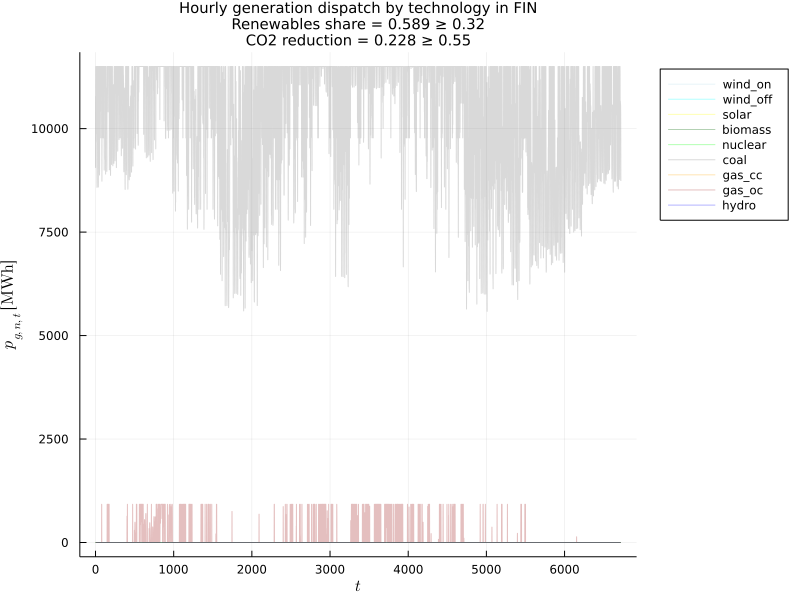 Hourly generation dispatch by technology in FIN
Renewables share = 0.589 ≥ 0.32
CO2 reduction = 0.228 ≥ 0.55
wind_on
wind_off
solar
biomass
nuclear
coal
gas_cc
gas_oc
hydro
10000
7500
5000
2500
0
p_{g,n,t} [MWh]
0 1000 2000 3000 4000 5000 6000
t